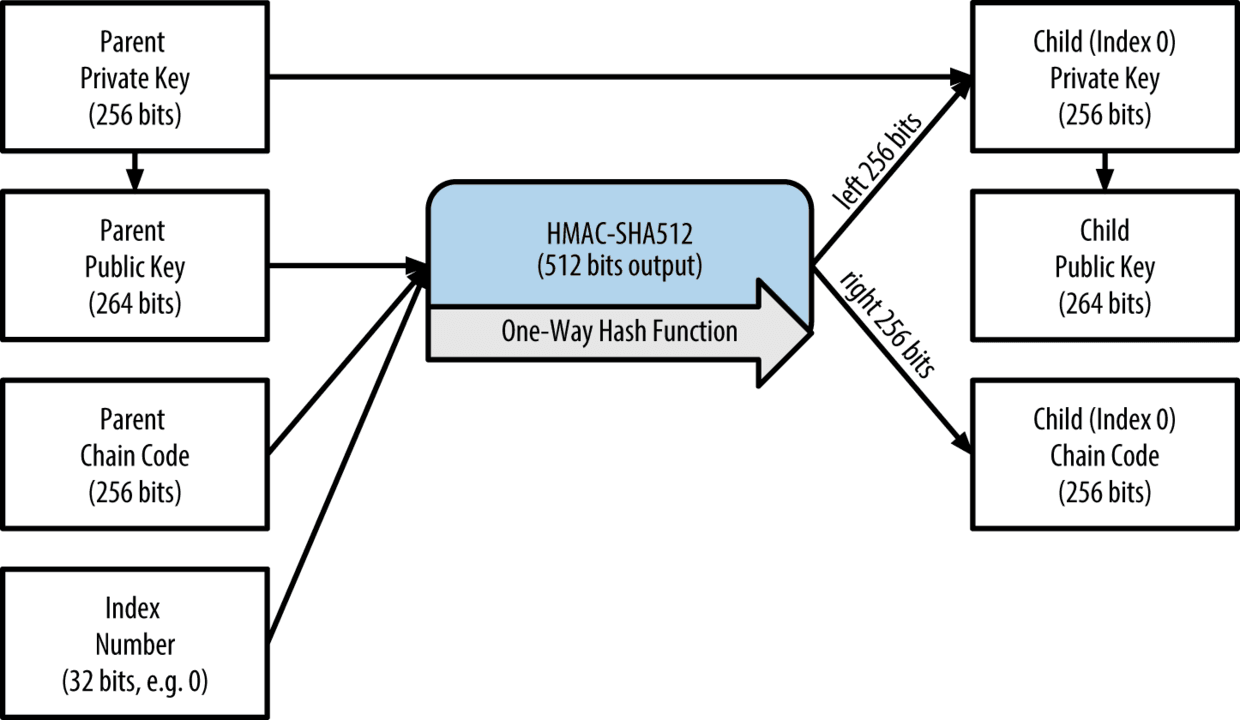 Parent
Private Key
(256 bits)
Parent
Public Key
(264 bits)
Parent
Chain Code
(256 bits)
Index
Number
(32 bits, e.g. 0)
HMAC-SHA512
(512 bits output)
One-Way Hash Function
left 256 bits
right 256 bits
Child (Index 0)
Private Key
(256 bits)
Child
Public Key
(264 bits)
Child (Index 0)
Chain Code
(256 bits)